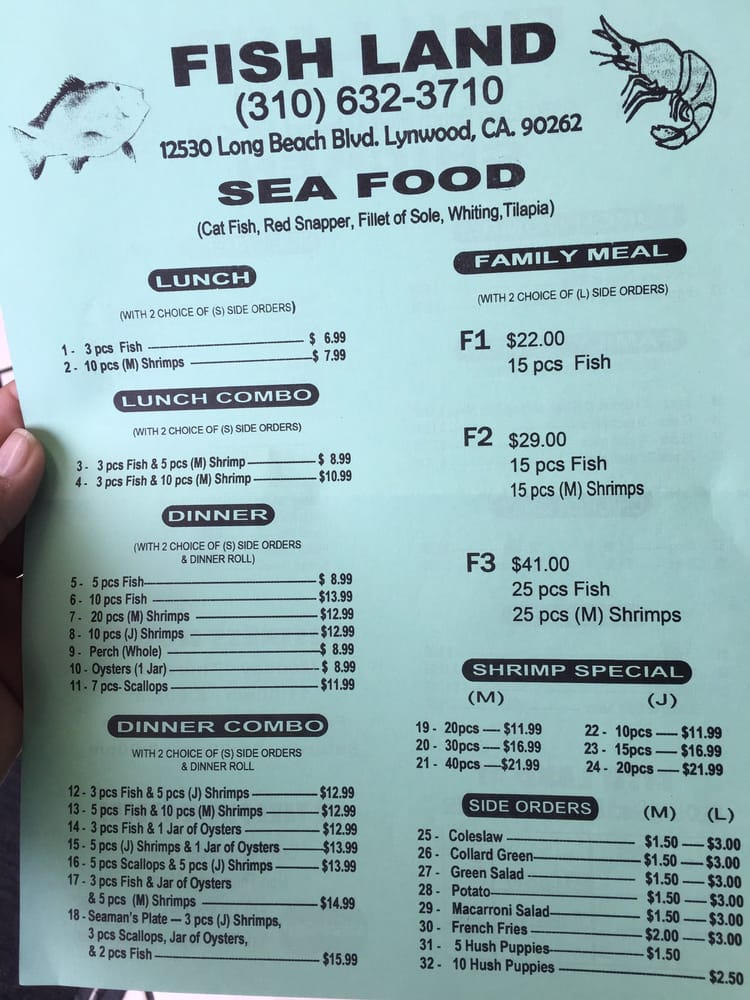 FISH LAND
(310) 632-3710
12530 Long Beach Blvd. Lynwood, CA. 90262
SEA FOOD
(Cat Fish, Red Snapper, Fillet of Sole, Whiting,Tilapia)
LUNCH
(WITH 2 CHOICE OF (S) SIDE ORDERS)
1 - 3 pcs Fish $ 6.99
2 - 10 pcs (M) Shrimps $ 7.99
LUNCH COMBO
(WITH 2 CHOICE OF (S) SIDE ORDERS)
3 - 3 pcs Fish & 5 pcs (M) Shrimp $ 8.99
4 - 3 pcs Fish & 10 pcs (M) Shrimp $10.99
DINNER
(WITH 2 CHOICE OF (S) SIDE ORDERS
& DINNER ROLL)
5 - 5 pcs Fish $ 8.99
6 - 10 pcs Fish $13.99
7 - 20 pcs (M) Shrimps $12.99
8 - 10 pcs (J) Shrimps $12.99
9 - Perch (Whole) $ 8.99
10 - Oysters (1 Jar) $ 8.99
11 - 7 pcs- Scallops $11.99
DINNER COMBO
WITH 2 CHOICE OF (S) SIDE ORDERS
& DINNER ROLL
12 - 3 pcs Fish & 5 pcs (J) Shrimps $12.99
13 - 5 pcs Fish & 10 pcs (M) Shrimps $12.99
14 - 3 pcs Fish & 1 Jar of Oysters $12.99
15 - 5 pcs (J) Shrimps & 1 Jar of Oysters $13.99
16 - 5 pcs Scallops & 5 pcs (J) Shrimps $13.99
17 - 3 pcs Fish & Jar of Oysters
& 5 pcs (M) Shrimps $14.99
18 - Seaman's Plate — 3 pcs (J) Shrimps,
3 pcs Scallops, Jar of Oysters,
& 2 pcs Fish $15.99
FAMILY MEAL
(WITH 2 CHOICE OF (L) SIDE ORDERS)
F1 $22.00
15 pcs Fish
F2 $29.00
15 pcs Fish
15 pcs (M) Shrimps
F3 $41.00
25 pcs Fish
25 pcs (M) Shrimps
SHRIMP SPECIAL
(M) (J)
19 - 20pcs — $11.99 22 - 10pcs — $11.99
20 - 30pcs — $16.99 23 - 15pcs — $16.99
21 - 40pcs — $21.99 24 - 20pcs — $21.99
SIDE ORDERS (M) (L)
25 - Coleslaw $1.50 — $3.00
26 - Collard Green $1.50 — $3.00
27 - Green Salad $1.50 — $3.00
28 - Potato $1.50 — $3.00
29 - Macarroni Salad $1.50 — $3.00
30 - French Fries $2.00 — $3.00
31 - 5 Hush Puppies $1.50
32 - 10 Hush Puppies $2.50